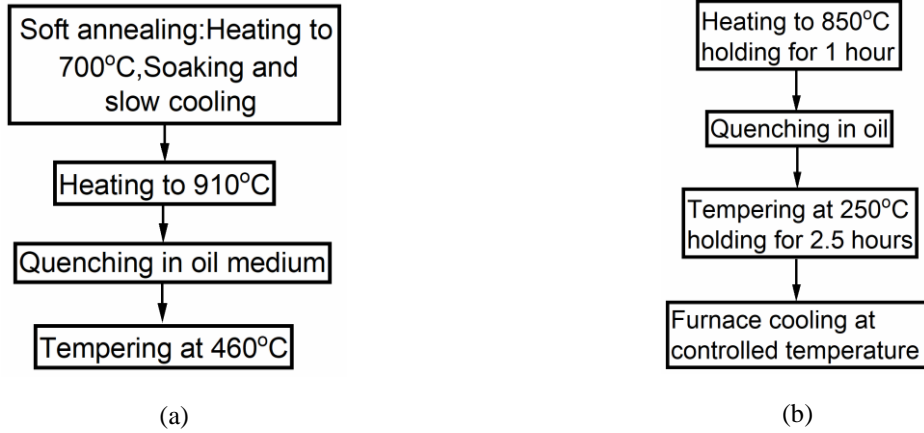 Soft annealing:Heating to
700°C,Soaking and
slow cooling
Heating to 910°C
Quenching in oil medium
Tempering at 460°C
(a)
Heating to 850°C
holding for 1 hour
Quenching in oil
Tempering at 250°C
holding for 2.5 hours
Furnace cooling at
controlled temperature
(b)